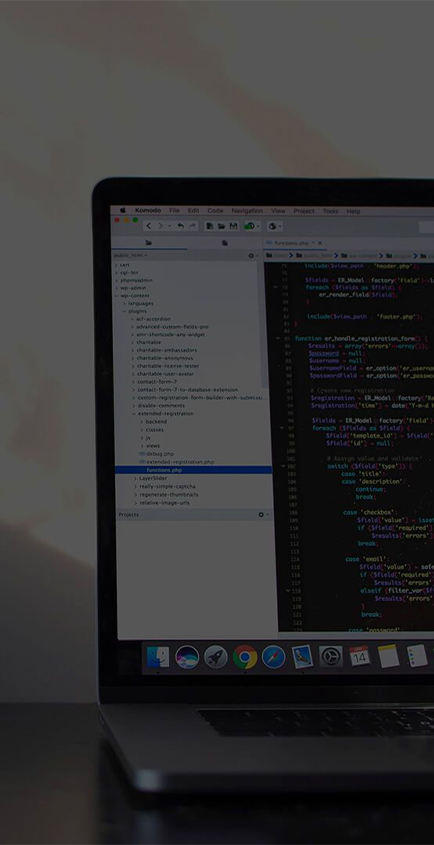 Komodo File Edit Code Navigation View Project Tools Help
functions.php
public_html
cgi-bin
phpmyadmin
wp-admin
wp-content
languages
plugins
acf-accordion
advanced-custom-fields-pro
amr-shortcode-any-widget
charitable
charitable-ambassadors
charitable-anonymous
charitable-license-tester
charitable-user-avatar
contact-form-7
contact-form-7-to-database-extension
custom-registration-form-builder-with-submiss
disable-comments
extended-registration
backend
classes
js
views
debug.php
extended-registration.php
functions.php
LayerSlider
really-simple-captcha
regenerate-thumbnails
relative-image-urls
Projects
include($view_path . 'header.php');
$fields = ER_Model::factory('Field')
foreach ($fields as $field) {
er_render_field($field);
}
include($view_path . 'footer.php');
}
function er_handle_registration_form() {
$results = array('errors'
$password = null;
$username = null;
$usernameField = er_option('er_userna
$passwordField = er_option('er_passwo
# Create new registration
$registration = ER_Model::factory('Re
$registration['time'] = date('Y-m-d H
$fields = ER_Model::factory('Field')
foreach ($fields as $field) {
$field['template_id'] =
$field['id'] = null;
# Assign value and validate
switch ($field['type']) {
case 'title':
case 'description':
continue;
break;
case 'checkbox':
$field['value'] = isse
if ($field['required']
$results['errors']
break;
case 'email':
$field['value'] = safe
if ($field['required']
$results['errors']
elseif (filter_var($f
$results['errors']
}
break;
case 'password':
14